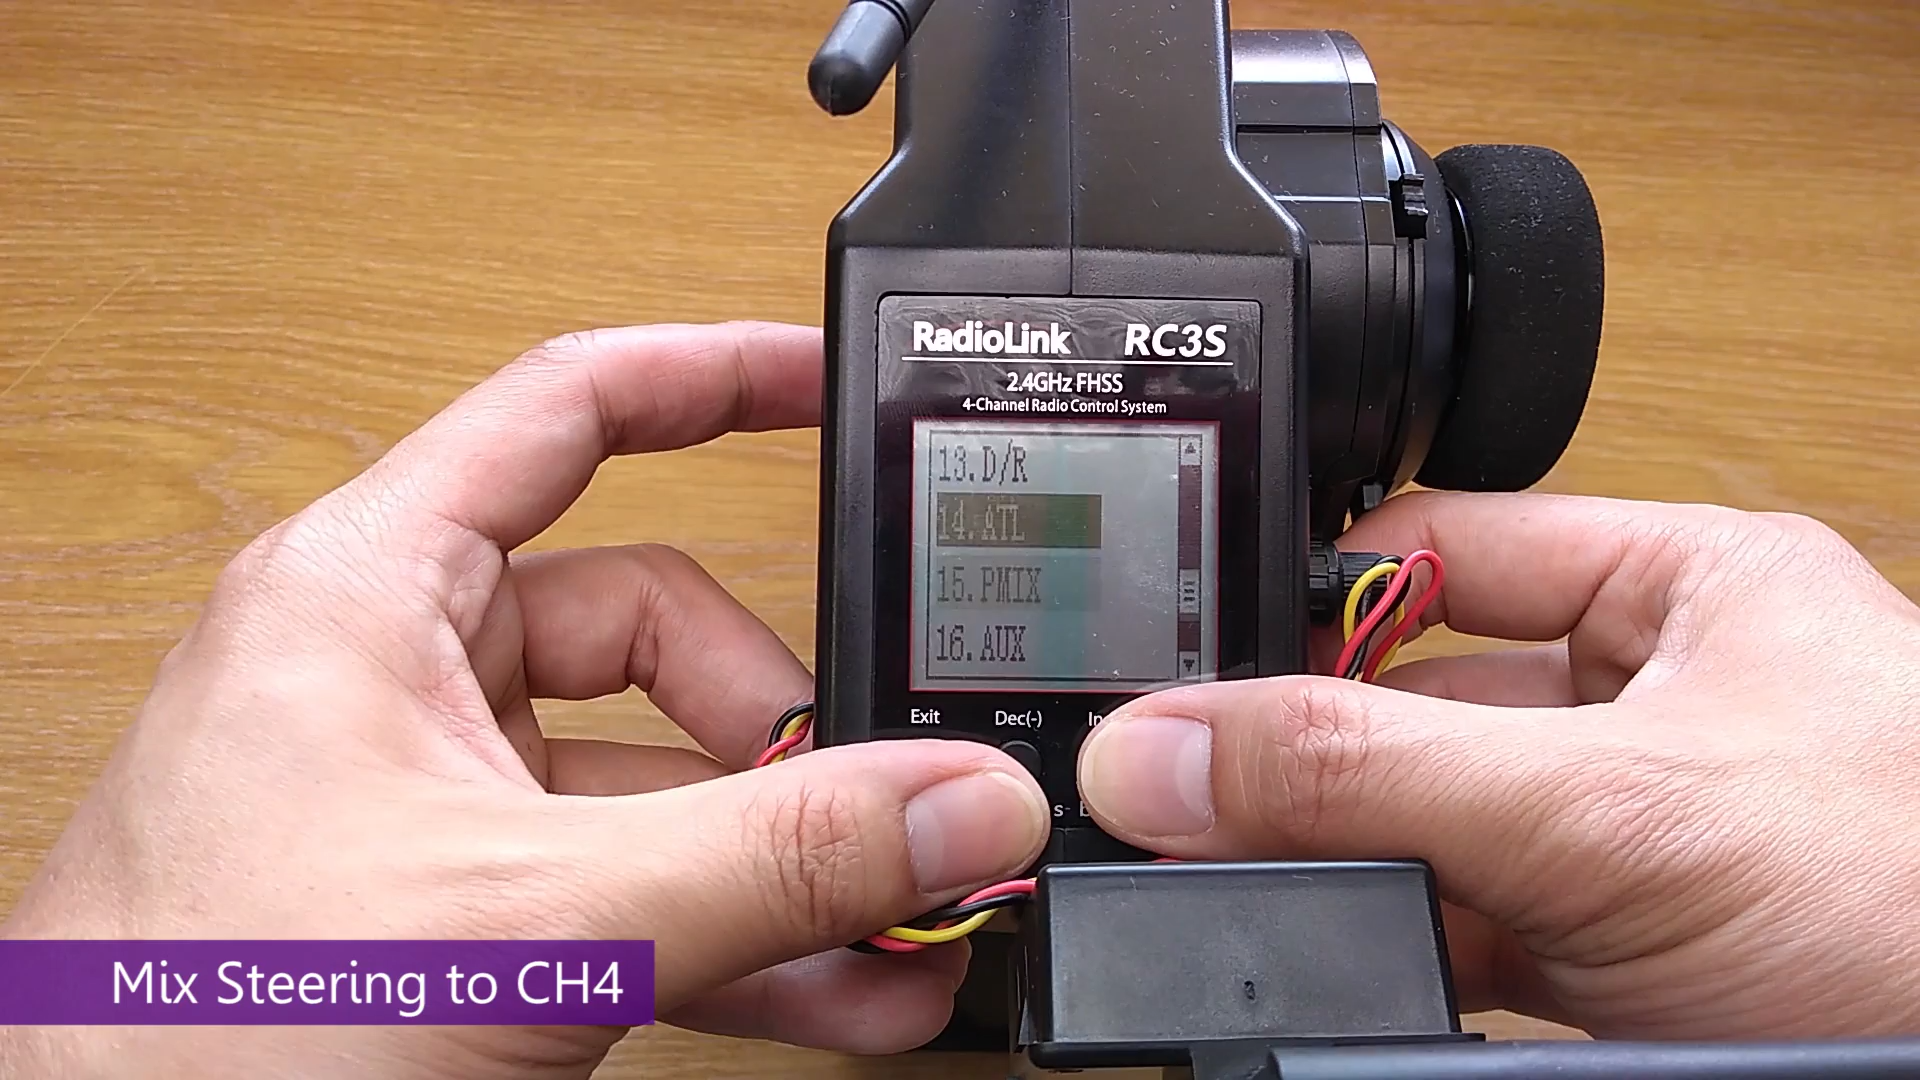 RadioLink RC3S
2.4GHz FHSS
4-Channel Radio Control System
13.D/R
14.ATL
15.PMIX
16.AUX
Exit Dec(-)
3
Mix Steering to CH4